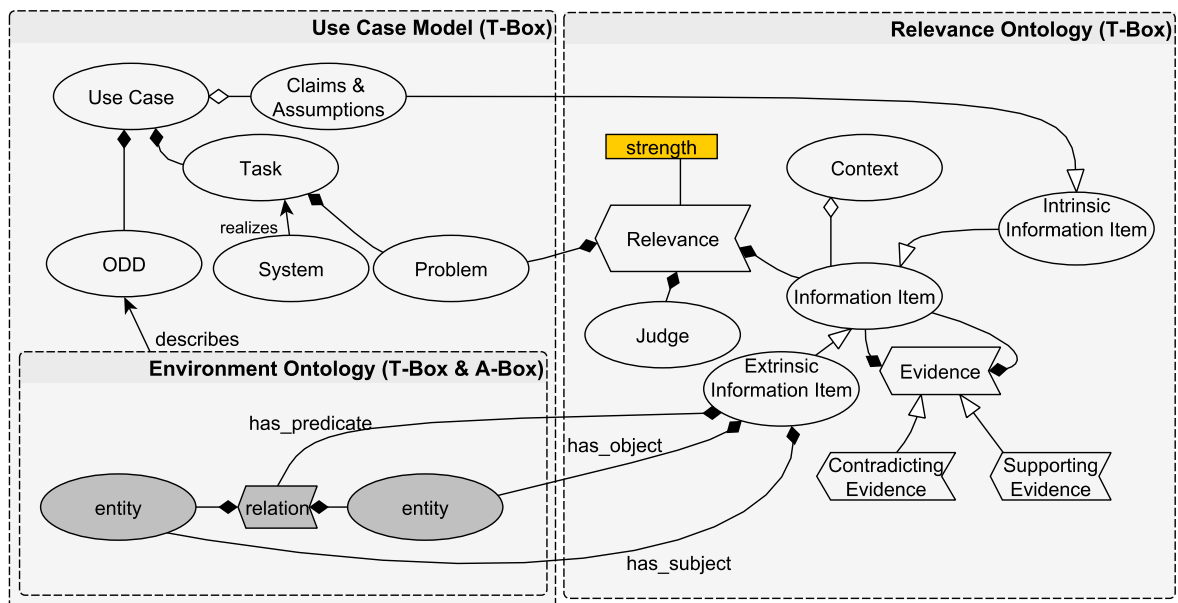 Use Case Model (T-Box)
Relevance Ontology (T-Box)
Use Case
Claims &
Assumptions
Task
realizes
ODD
System
Problem
describes
strength
Context
Relevance
Intrinsic
Information Item
Information Item
Judge
Extrinsic
Information Item
Evidence
Contradicting
Evidence
Supporting
Evidence
Environment Ontology (T-Box & A-Box)
has_predicate
has_object
entity
relation
entity
has_subject